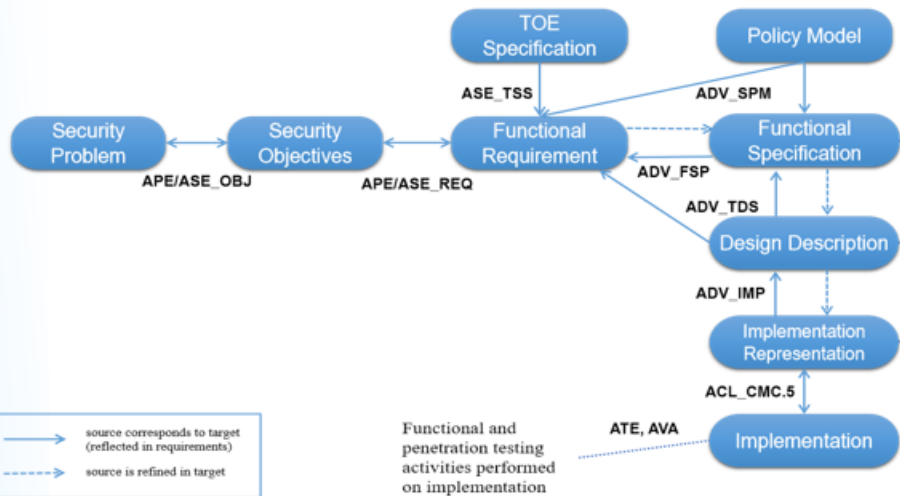 TOE
Specification
Policy Model
ASE_TSS
ADV_SPM
Security
Problem
Security
Objectives
Functional
Requirement
Functional
Specification
APE/ASE_OBJ
APE/ASE_REQ
ADV_FSP
ADV_TDS
Design Description
ADV_IMP
Implementation
Representation
ACL_CMC.5
source corresponds to target
(reflected in requirements)
source is refined in target
Functional and
penetration testing
activities performed
on implementation
ATE, AVA
Implementation